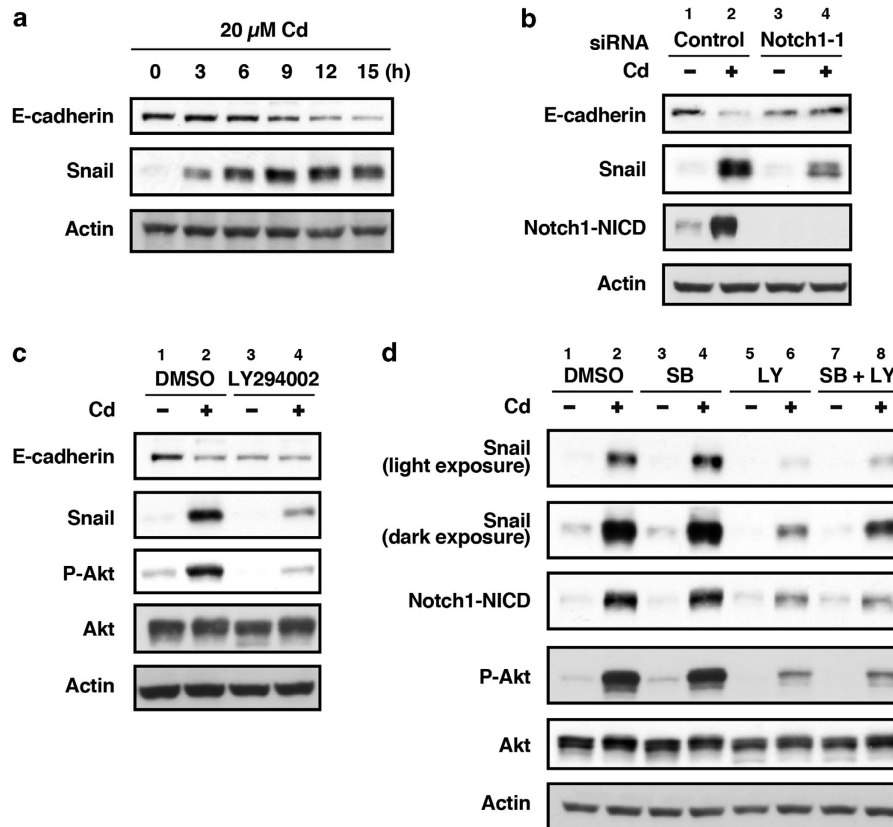 a
20 µM Cd
0 3 6 9 12 15 (h)
E-cadherin
Snail
Actin
b
1 2 3 4
siRNA Control Notch1-1
Cd − + − +
E-cadherin
Snail
Notch1-NICD
Actin
c
1 2 3 4
DMSO LY294002
Cd − + − +
E-cadherin
Snail
P-Akt
Akt
Actin
d
1 2 3 4 5 6 7 8
DMSO SB LY SB + LY
Cd − + − + − + − +
Snail
(light exposure)
Snail
(dark exposure)
Notch1-NICD
P-Akt
Akt
Actin